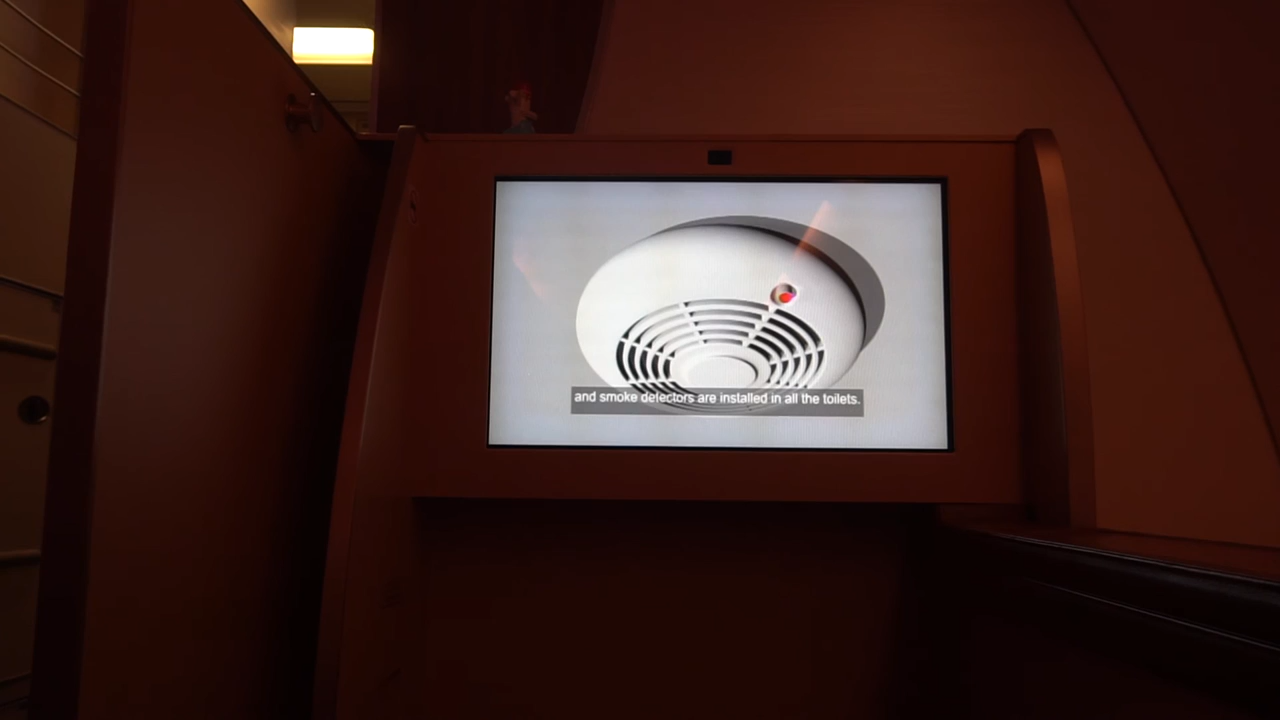 and smoke detectors are installed in all the toilets.